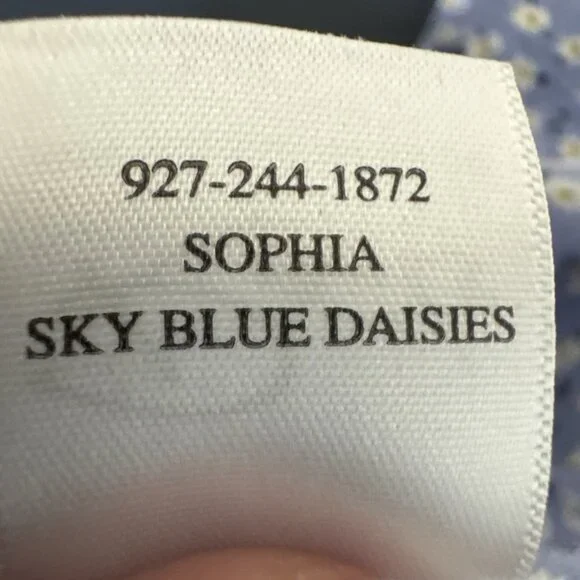 927-244-1872
SOPHIA
SKY BLUE DAISIES